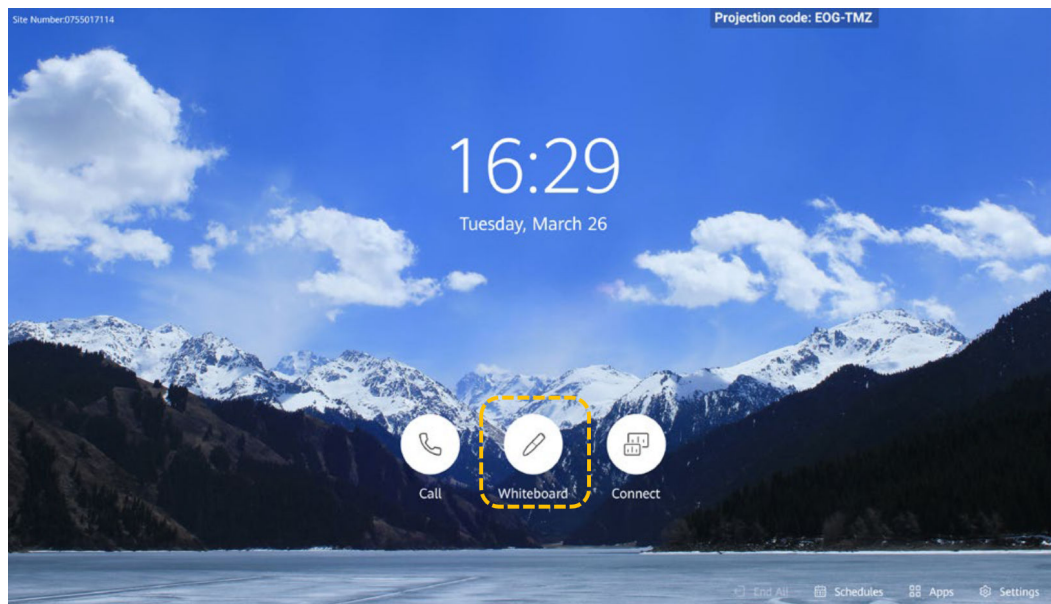 Site Number:0755017114
Projection code: EOG-TMZ
16:29
Tuesday, March 26
Call
Whiteboard
Connect
End All
Schedules
Apps
Settings